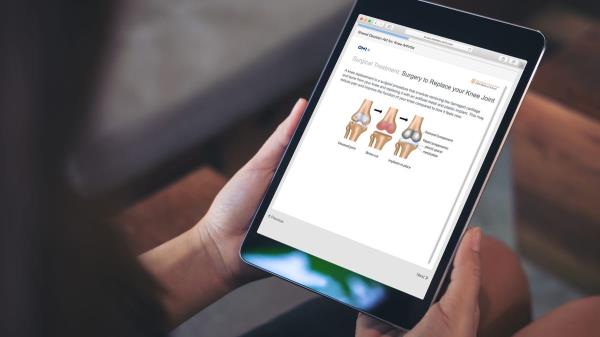 Shared Decision Aid for: Knee Arthritis
OM1
Surgical Treatment: Surgery to Replace your Knee Joint
A knee replacement is a surgical procedure that involves removing the damaged cartilage
and bone from your knee and replacing it with an artificial metal and plastic implant. This may
reduce pain and improve the function of your knee compared to how it feels now.
Femoral component
Tibial component
plastic spacer
Diseased joint
Bone cut
Implant in place
Previous
Next